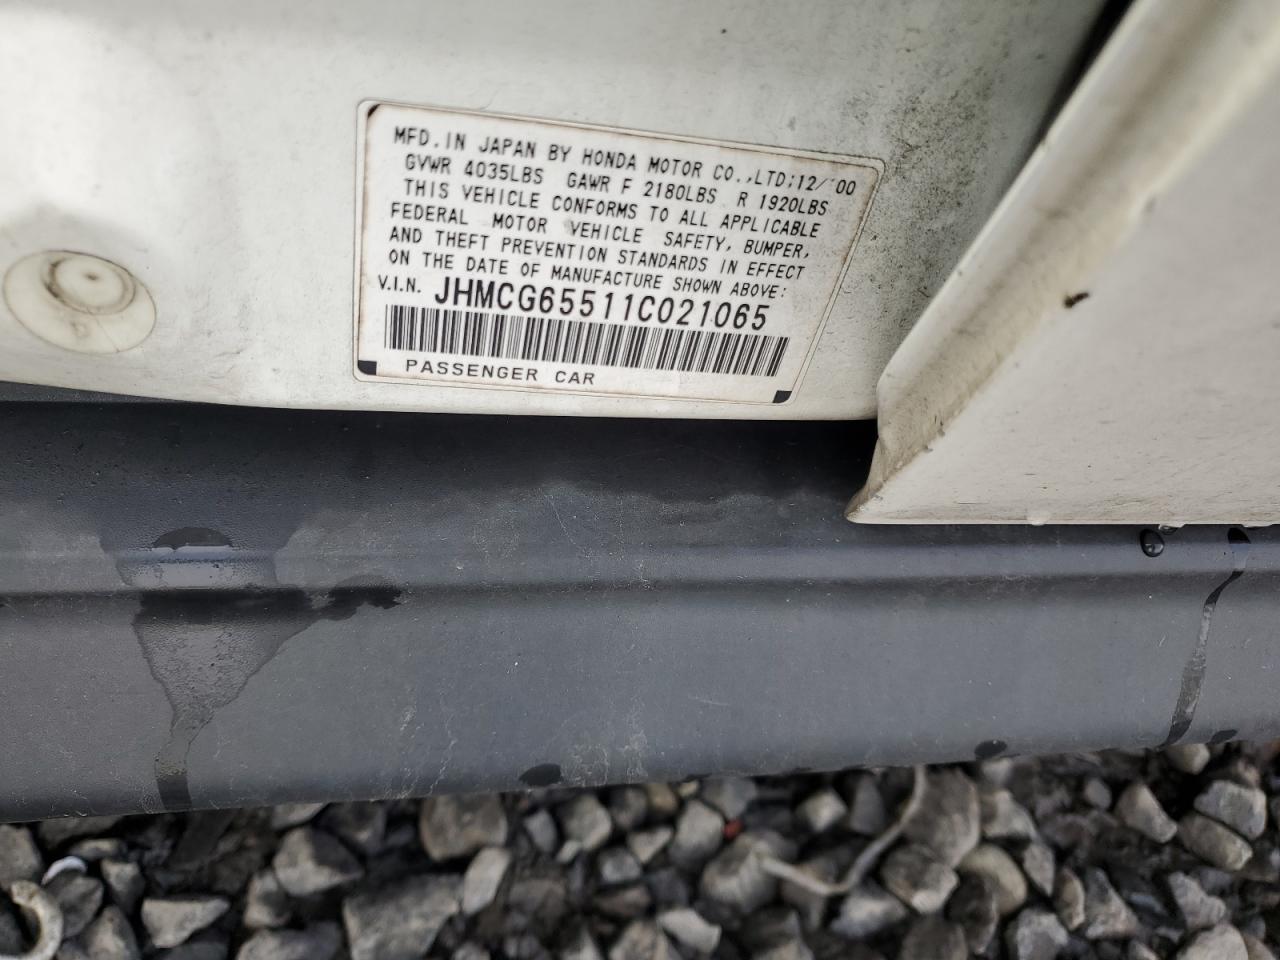 MFD.IN JAPAN BY HONDA MOTOR CO.,LTD;12/'00
GVWR 4035LBS GAWR F 2180LBS R 1920LBS
THIS VEHICLE CONFORMS TO ALL APPLICABLE
FEDERAL MOTOR VEHICLE SAFETY, BUMPER,
AND THEFT PREVENTION STANDARDS IN EFFECT
ON THE DATE OF MANUFACTURE SHOWN ABOVE:
V.I.N. JHMCG65511C021065
PASSENGER CAR